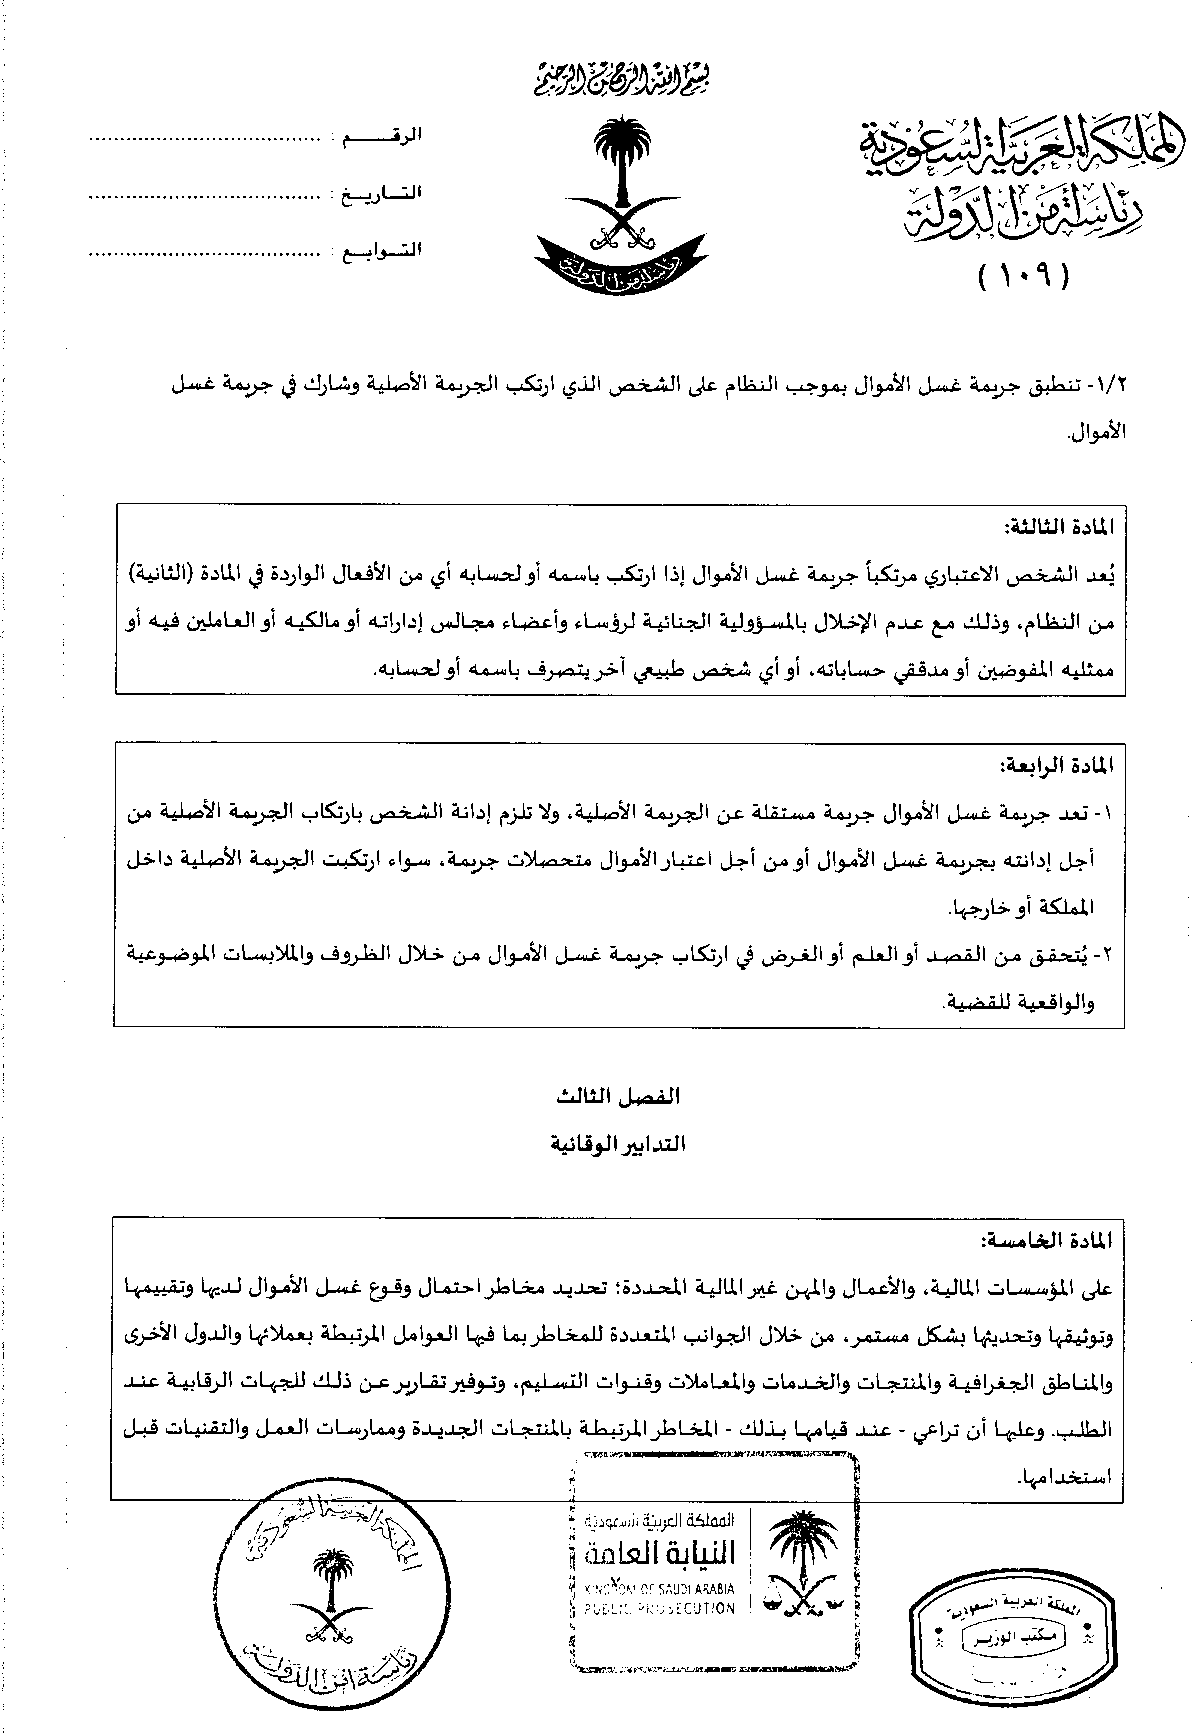 بسم الله الرحمن الرحيم
المملكة العربية السعودية
رئاسة أمن الدولة
(١٠٩)
الرقـــــم : ..................................
التـاريـخ : ..................................
التـوابـع : ..................................
رئاسة أمن الدولة
١/٢- تنطبق جريمة غسل الأموال بموجب النظام على الشخص الذي ارتكب الجريمة الأصلية وشارك في جريمة غسل
الأموال.
المادة الثالثة:
يُعد الشخص الاعتباري مرتكباً جريمة غسل الأموال إذا ارتكب باسمه أو لحسابه أي من الأفعال الواردة في المادة (الثانية)
من النظام، وذلك مع عدم الإخلال بالمسؤولية الجنائية لرؤساء وأعضاء مجالس إداراته أو مالكيه أو العاملين فيه أو
ممثليه المفوضين أو مدققي حساباته، أو أي شخص طبيعي آخر يتصرف باسمه أو لحسابه.
المادة الرابعة:
١- تعد جريمة غسل الأموال جريمة مستقلة عن الجريمة الأصلية، ولا تلزم إدانة الشخص بارتكاب الجريمة الأصلية من
أجل إدانته بجريمة غسل الأموال أو من أجل اعتبار الأموال متحصلات جريمة، سواء ارتكبت الجريمة الأصلية داخل
المملكة أو خارجها.
٢- يُتحقق من القصد أو العلم أو الغرض في ارتكاب جريمة غسل الأموال من خلال الظروف والملابسات الموضوعية
والواقعية للقضية.
الفصل الثالث
التدابير الوقائية
المادة الخامسة:
على المؤسسات المالية، والأعمال والمهن غير المالية المحددة؛ تحديد مخاطر احتمال وقوع غسل الأموال لديها وتقييمها
وتوثيقها وتحديثها بشكل مستمر، من خلال الجوانب المتعددة للمخاطر بما فيها العوامل المرتبطة بعملائها والدول الأخرى
والمناطق الجغرافية والمنتجات والخدمات والمعاملات وقنوات التسليم، وتوفير تقارير عن ذلك للجهات الرقابية عند
الطلب. وعليها أن تراعي - عند قيامها بذلك - المخاطر المرتبطة بالمنتجات الجديدة وممارسات العمل والتقنيات قبل
استخدامها.
المملكة العربية السعودية
النيابة العامة
KINGDOM OF SAUDI ARABIA
PUBLIC PROSECUTION
المملكة العربية السعودية
رئاسة أمن الدولة
المملكة العربية السعودية
مكتب الوزير